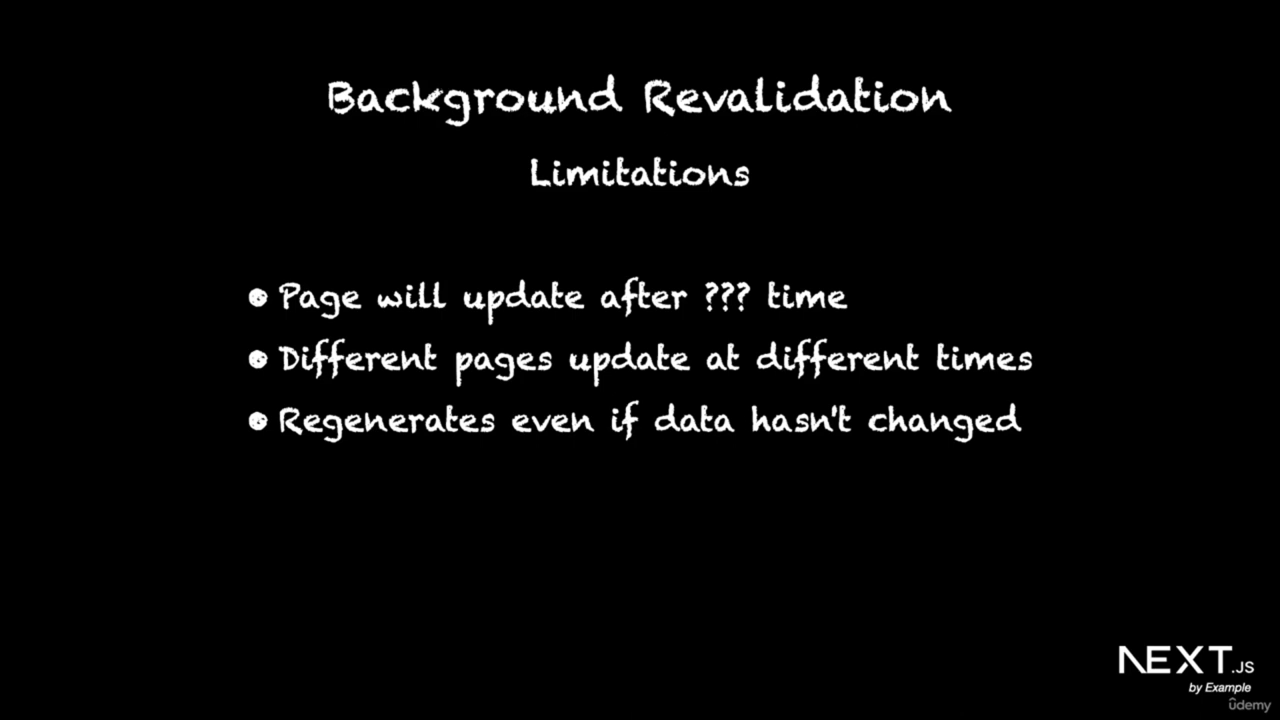 Background Revalidation
Limitations
• Page will update after ??? time
• Different pages update at different times
• Regenerates even if data hasn't changed
NEXT.JS
by Example
ûdemy